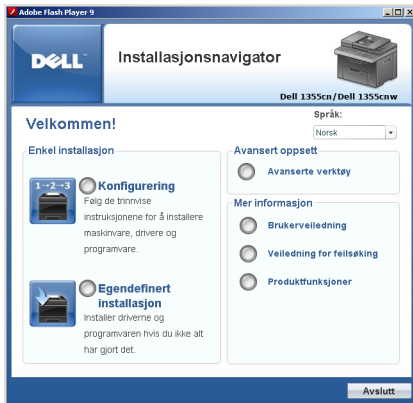 Adobe Flash Player 9
DELL™
Installasjonsnavigator
Dell 1355cn/Dell 1355cnw
Velkommen!
Språk:
Norsk
Enkel installasjon
1→2→3
Konfigurering
Følg de trinnvise
instruksjonene for å installere
maskinvare, drivere og
programvare.
Egendefinert
installasjon
Installer driverne og
programvaren hvis du ikke alt
har gjort det.
Avansert oppsett
Avanserte verktøy
Mer informasjon
Brukerveiledning
Veiledning for feilsøking
Produktfunksjoner
Avslutt